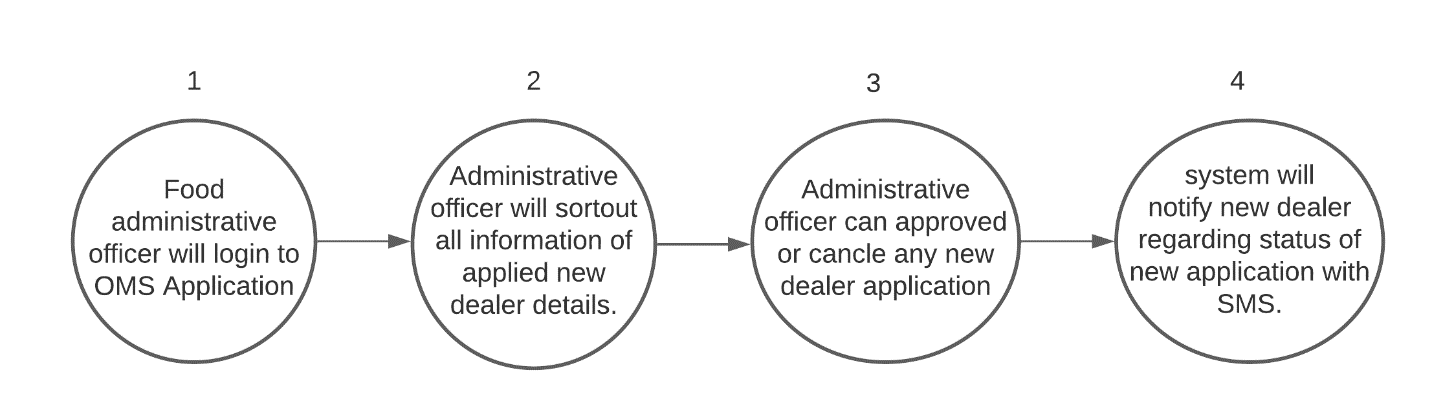 1
Food
administrative
officer will login to
OMS Application
2
Administrative
officer will sortout
all information of
applied new
dealer details.
3
Administrative
officer can approved
or cancle any new
dealer application
4
system will
notify new dealer
regarding status of
new application with
SMS.